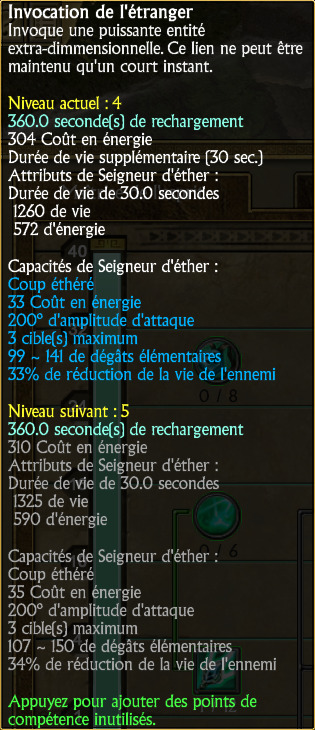 Invocation de l'étranger
Invoque une puissante entité
extra-dimmensionnelle. Ce lien ne peut être
maintenu qu'un court instant.
Niveau actuel : 4
360.0 seconde(s) de rechargement
304 Coût en énergie
Durée de vie supplémentaire (30 sec.)
Attributs de Seigneur d'éther :
Durée de vie de 30.0 secondes
1260 de vie
572 d'énergie
Capacités de Seigneur d'éther :
Coup éthéré
33 Coût en énergie
200° d'amplitude d'attaque
3 cible(s) maximum
99 ~ 141 de dégâts élémentaires
33% de réduction de la vie de l'ennemi
Niveau suivant : 5
360.0 seconde(s) de rechargement
310 Coût en énergie
Attributs de Seigneur d'éther :
Durée de vie de 30.0 secondes
1325 de vie
590 d'énergie
Capacités de Seigneur d'éther :
Coup éthéré
35 Coût en énergie
200° d'amplitude d'attaque
3 cible(s) maximum
107 ~ 150 de dégâts élémentaires
34% de réduction de la vie de l'ennemi
Appuyez pour ajouter des points de
compétence inutilisés.
40
0 / 8
0 / 6